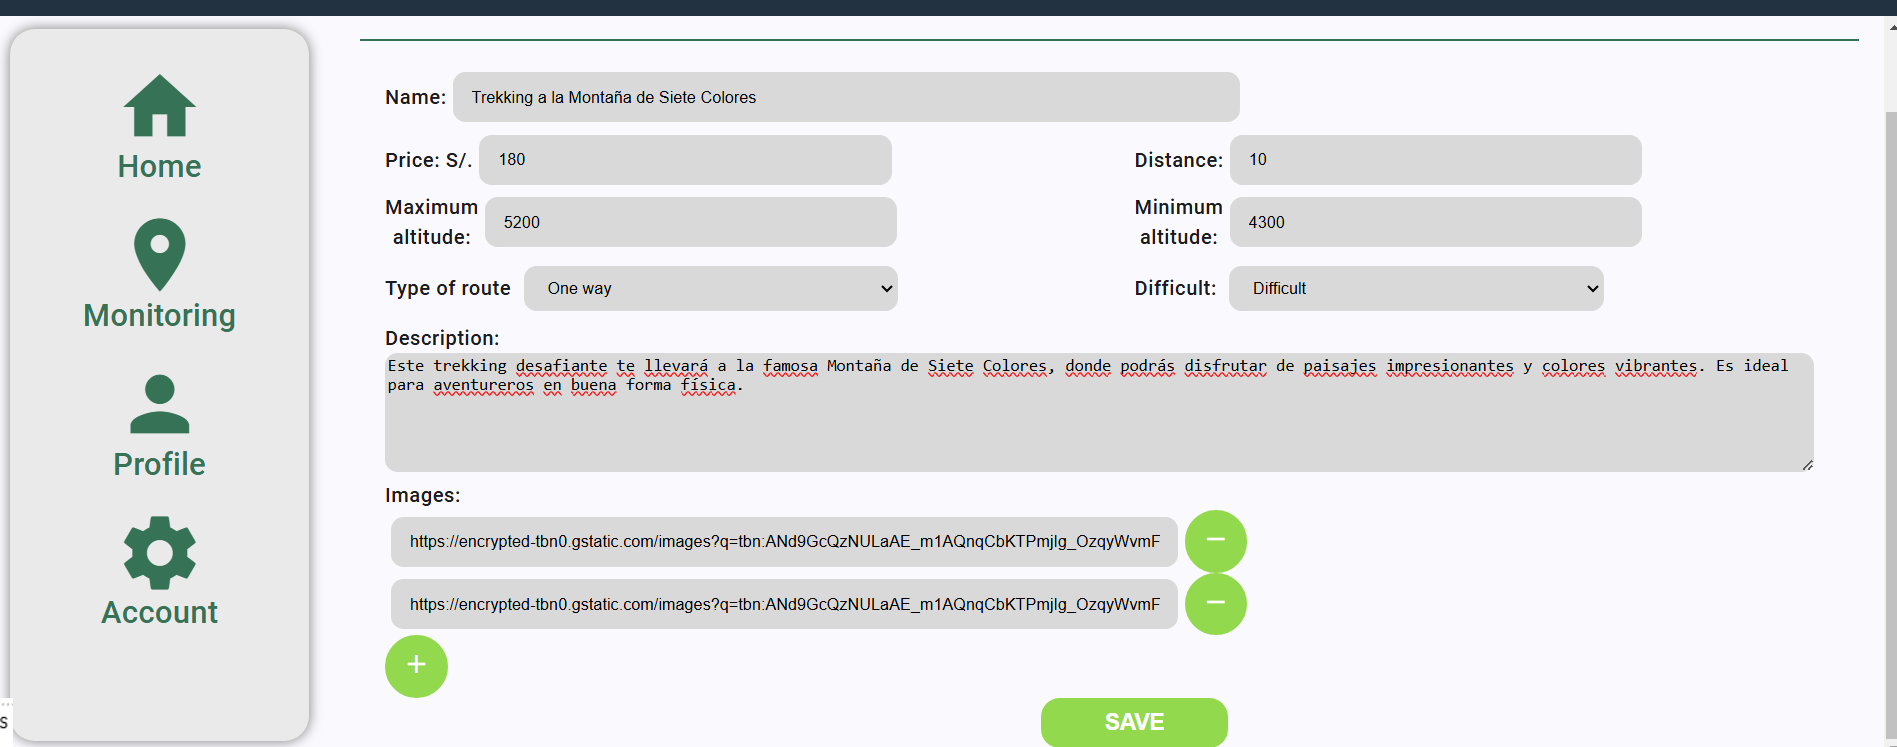 Home
Monitoring
Profile
Account
s
Name: Trekking a la Montaña de Siete Colores
Price: S/. 180
Distance: 10
Maximum
altitude: 5200
Minimum
altitude: 4300
Type of route One way
Difficult: Difficult
Description:
Este trekking desafiante te llevará a la famosa Montaña de Siete Colores, donde podrás disfrutar de paisajes impresionantes y colores vibrantes. Es ideal
para aventureros en buena forma física.
Images:
https://encrypted-tbn0.gstatic.com/images?q=tbn:ANd9GcQzNULaAE_m1AQnqCbKTPmjlg_OzqyWvmF
https://encrypted-tbn0.gstatic.com/images?q=tbn:ANd9GcQzNULaAE_m1AQnqCbKTPmjlg_OzqyWvmF
SAVE